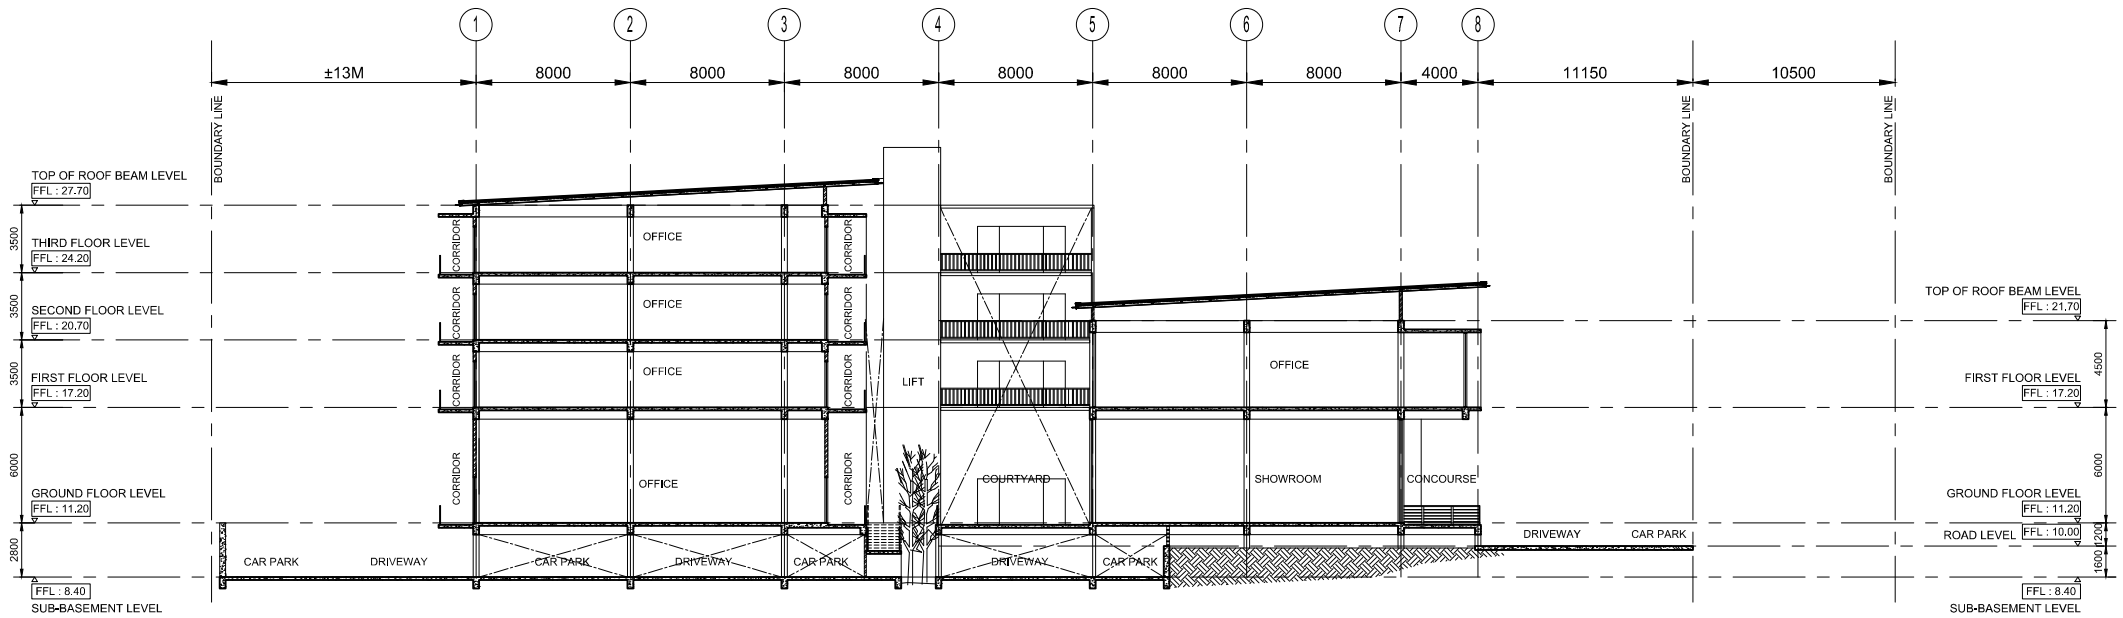 1 2 3 4 5 6 7 8
±13M 8000 8000 8000 8000 8000 8000 4000 11150 10500
BOUNDARY LINE
BOUNDARY LINE
BOUNDARY LINE
TOP OF ROOF BEAM LEVEL
FFL : 27.70
3500
THIRD FLOOR LEVEL
FFL : 24.20
3500
SECOND FLOOR LEVEL
FFL : 20.70
3500
FIRST FLOOR LEVEL
FFL : 17.20
6000
GROUND FLOOR LEVEL
FFL : 11.20
2800
FFL : 8.40
SUB-BASEMENT LEVEL
CORRIDOR OFFICE CORRIDOR
CORRIDOR OFFICE CORRIDOR
CORRIDOR OFFICE CORRIDOR
LIFT
OFFICE
CORRIDOR OFFICE CORRIDOR
COURTYARD SHOWROOM CONCOURSE
CAR PARK DRIVEWAY CAR PARK DRIVEWAY CAR PARK DRIVEWAY CAR PARK
DRIVEWAY CAR PARK
TOP OF ROOF BEAM LEVEL
FFL : 21.70
4500
FIRST FLOOR LEVEL
FFL : 17.20
6000
GROUND FLOOR LEVEL
FFL : 11.20
ROAD LEVEL FFL : 10.00
1200
1600
FFL : 8.40
SUB-BASEMENT LEVEL